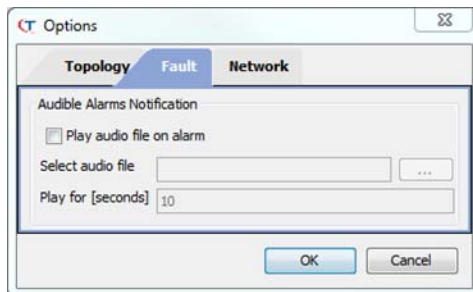 Options
Topology Fault Network
Audible Alarms Notification
Play audio file on alarm
Select audio file ...
Play for [seconds] 10
OK Cancel